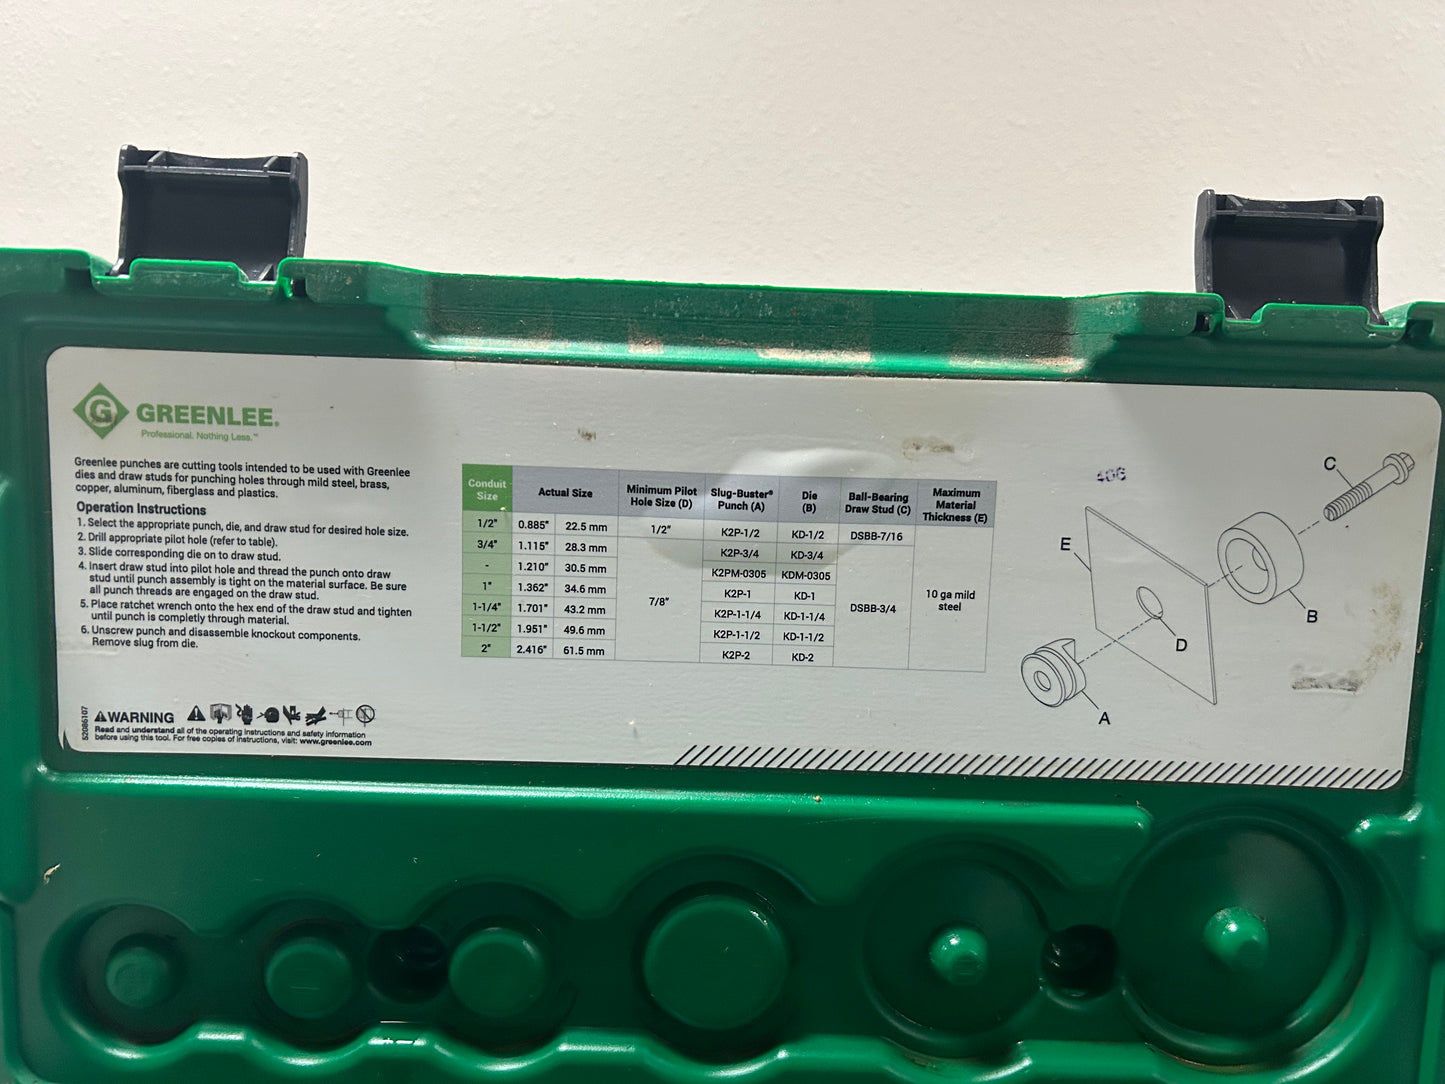 G GREENLEE.
Professional. Nothing Less.™
Greenlee punches are cutting tools intended to be used with Greenlee
dies and draw studs for punching holes through mild steel, brass,
copper, aluminum, fiberglass and plastics.
Operation Instructions
1. Select the appropriate punch, die, and draw stud for desired hole size.
2. Drill appropriate pilot hole (refer to table).
3. Slide corresponding die on to draw stud.
4. Insert draw stud into pilot hole and thread the punch onto draw
stud until punch assembly is tight on the material surface. Be sure
all punch threads are engaged on the draw stud.
5. Place ratchet wrench onto the hex end of the draw stud and tighten
until punch is completly through material.
6. Unscrew punch and disassemble knockout components.
Remove slug from die.
52086107
WARNING
Read and understand all of the operating instructions and safety information
before using this tool. For free copies of instructions, visit: www.greenlee.com
Conduit Size Actual Size Minimum Pilot Hole Size (D) Slug-Buster® Punch (A) Die (B) Ball-Bearing Draw Stud (C) Maximum Material Thickness (E)
1/2" 0.885" 22.5 mm 1/2" K2P-1/2 KD-1/2 DSBB-7/16
3/4" 1.115" 28.3 mm K2P-3/4 KD-3/4
- 1.210" 30.5 mm K2PM-0305 KDM-0305
1" 1.362" 34.6 mm 7/8" K2P-1 KD-1 DSBB-3/4 10 ga mild steel
1-1/4" 1.701" 43.2 mm K2P-1-1/4 KD-1-1/4
1-1/2" 1.951" 49.6 mm K2P-1-1/2 KD-1-1/2
2" 2.416" 61.5 mm K2P-2 KD-2
C
E
B
D
A